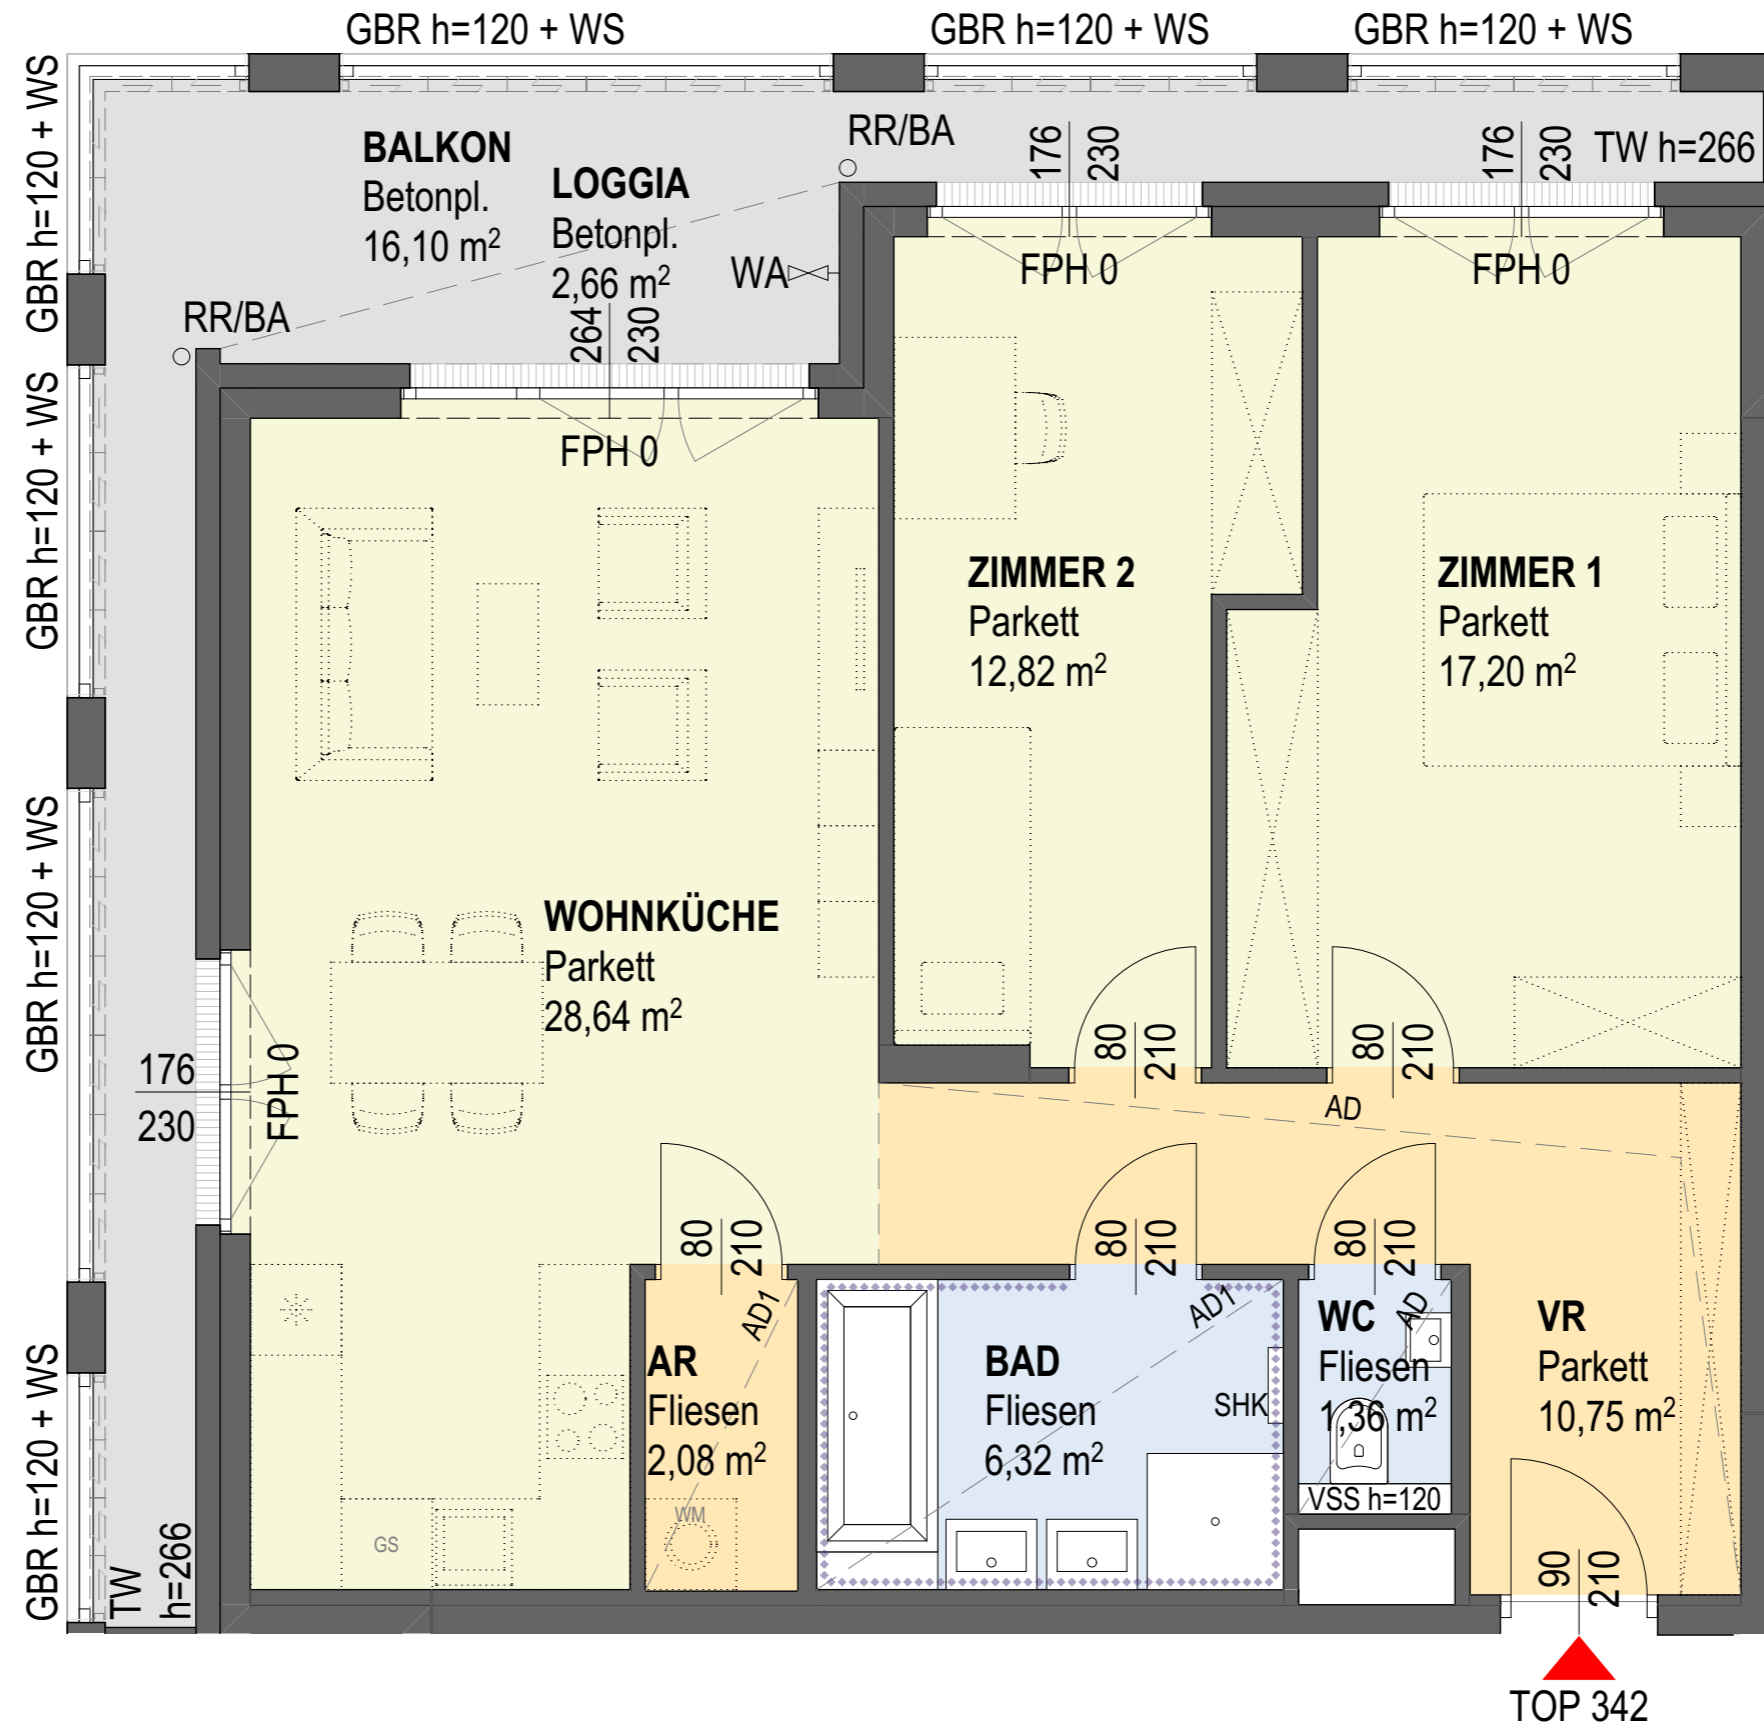 GBR h=120 + WS
GBR h=120 + WS
GBR h=120 + WS
GBR h=120 + WS
GBR h=120 + WS
GBR h=120 + WS
GBR h=120 + WS
BALKON
Betonpl.
16,10 m²
LOGGIA
Betonpl.
2,66 m²
RR/BA
RR/BA
WA
176
230
176
230
TW h=266
264
230
FPH 0
FPH 0
FPH 0
ZIMMER 2
Parkett
12,82 m²
ZIMMER 1
Parkett
17,20 m²
WOHNKÜCHE
Parkett
28,64 m²
176
230
FPH 0
80
210
80
210
AD
80
210
80
210
80
210
AR
Fliesen
2,08 m²
AD1
WM
GS
BAD
Fliesen
6,32 m²
AD1
SHK
WC
Fliesen
1,36 m²
AD
VSS h=120
VR
Parkett
10,75 m²
90
210
TW
h=266
TOP 342